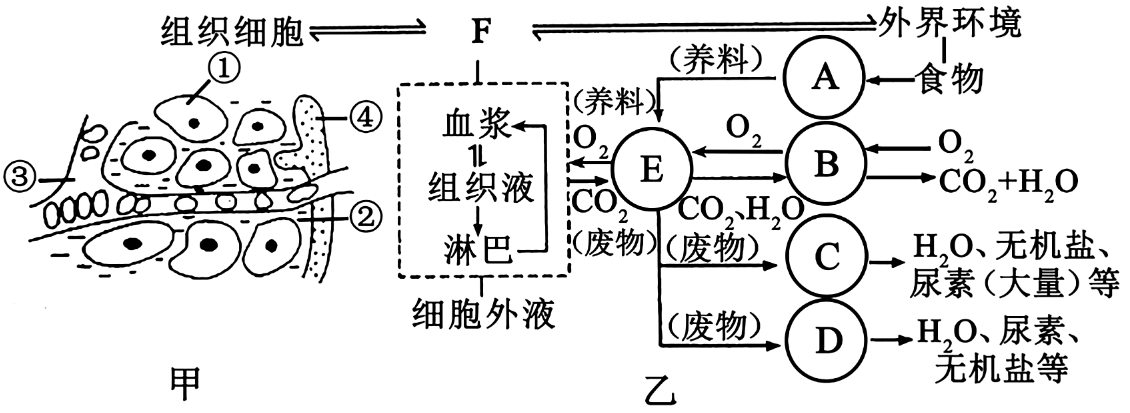 组织细胞 F 外界环境
① ④ ③ ②
甲
血浆
组织液
淋巴
细胞外液
(养料) A 食物
(养料)
O₂ E O₂ B O₂
CO₂ CO₂、H₂O CO₂+H₂O
(废物) (废物) C H₂O、无机盐、
尿素(大量)等
(废物) D H₂O、尿素、
无机盐等
乙